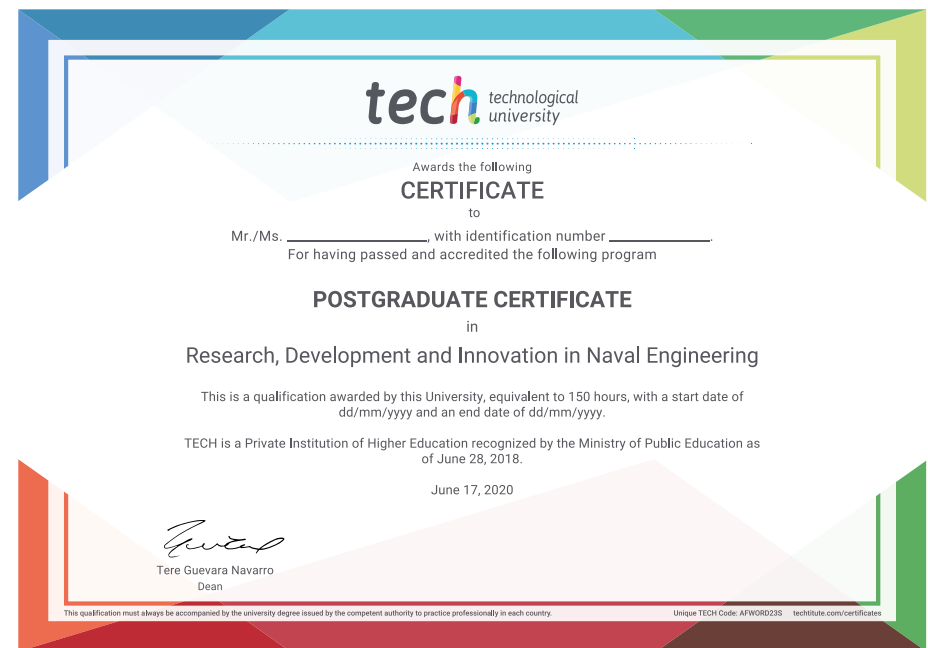 tech technological
university
Awards the following
CERTIFICATE
to
Mr./Ms. ____________________, with identification number ______________.
For having passed and accredited the following program
POSTGRADUATE CERTIFICATE
in
Research, Development and Innovation in Naval Engineering
This is a qualification awarded by this University, equivalent to 150 hours, with a start date of
dd/mm/yyyy and an end date of dd/mm/yyyy.
TECH is a Private Institution of Higher Education recognized by the Ministry of Public Education as
of June 28, 2018.
June 17, 2020
Tere Guevara Navarro
Dean
This qualification must always be accompanied by the university degree issued by the competent authority to practice professionally in each country. Unique TECH Code: AFWORD23S techtitute.com/certificates